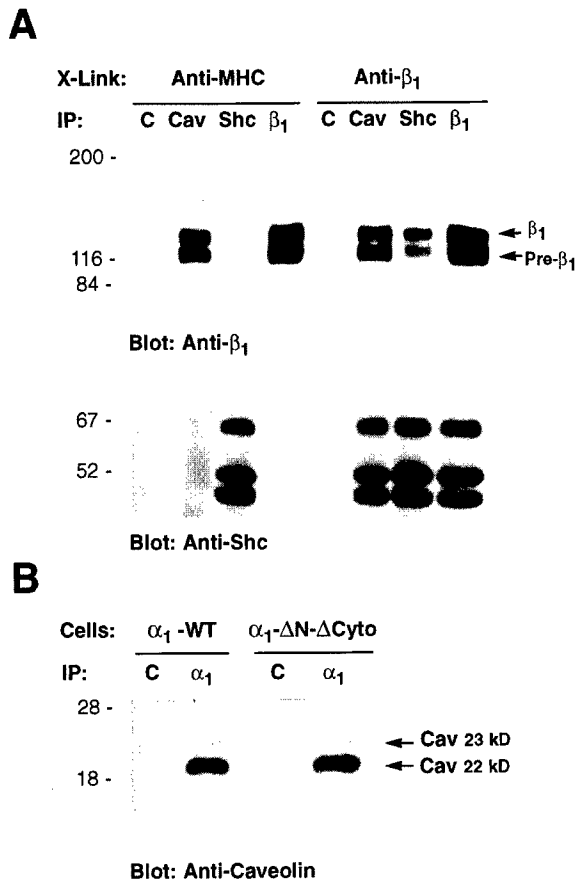 A
X-Link: Anti-MHC Anti-β1
IP: C Cav Shc β1 C Cav Shc β1
200 -
β1
116 -
Pre-β1
84 -
Blot: Anti-β1
67 -
52 -
Blot: Anti-Shc
B
Cells: α1 -WT α1-ΔN-ΔCyto
IP: C α1 C α1
28 -
Cav 23 kD
Cav 22 kD
18 -
Blot: Anti-Caveolin